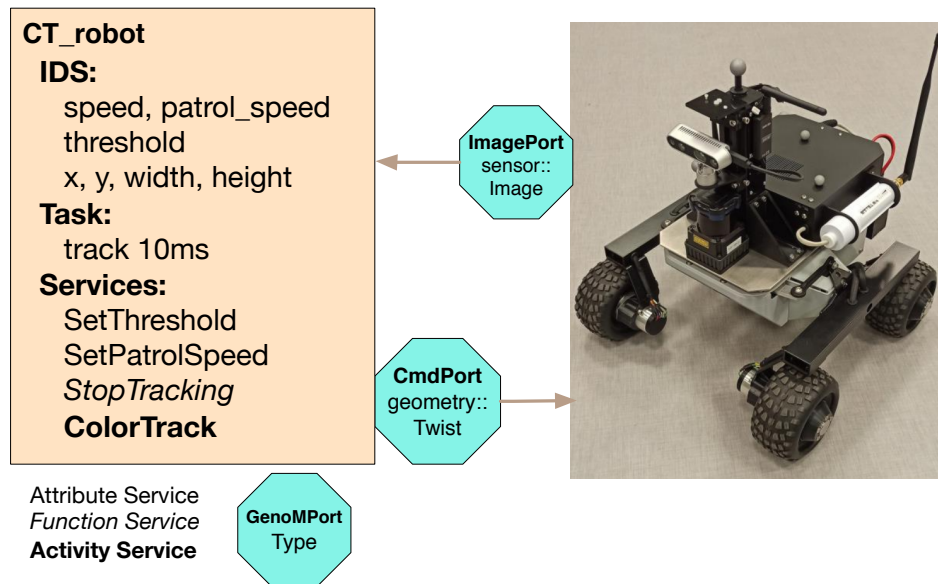 CT_robot
IDS:
speed, patrol_speed
threshold
x, y, width, height
Task:
track 10ms
Services:
SetThreshold
SetPatrolSpeed
StopTracking
ColorTrack
ImagePort
sensor::
Image
CmdPort
geometry::
Twist
Attribute Service
Function Service
Activity Service
GenoMPort
Type